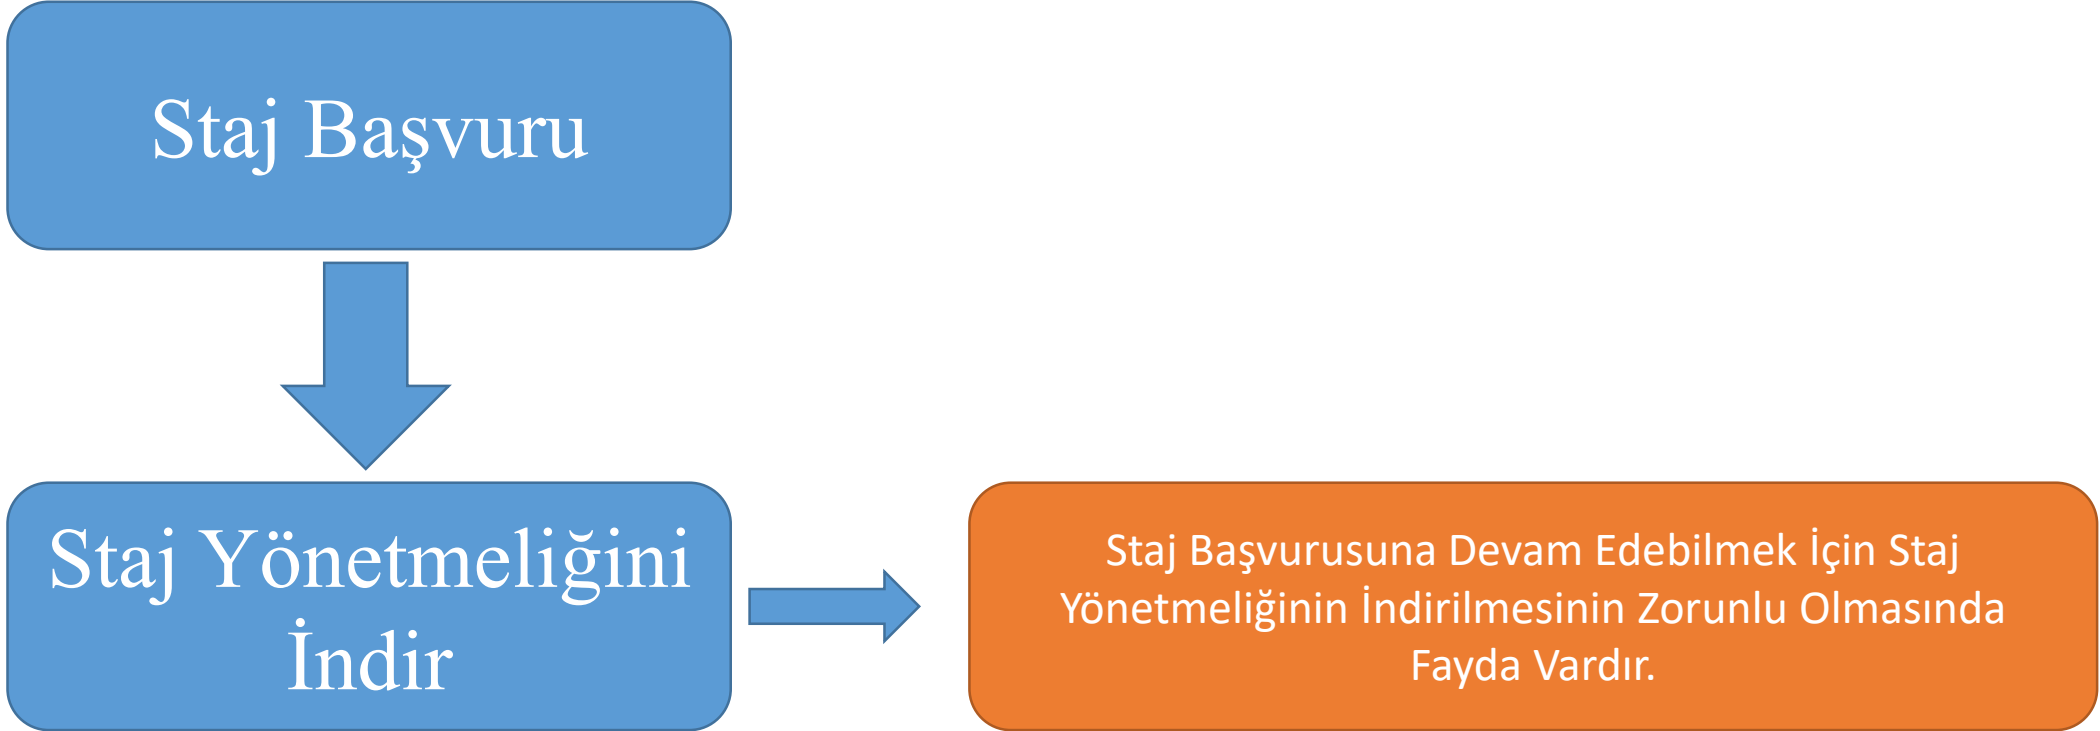 Staj Başvuru
Staj Yönetmeliğini
İndir
Staj Başvurusuna Devam Edebilmek İçin Staj
Yönetmeliğinin İndirilmesinin Zorunlu Olmasında
Fayda Vardır.